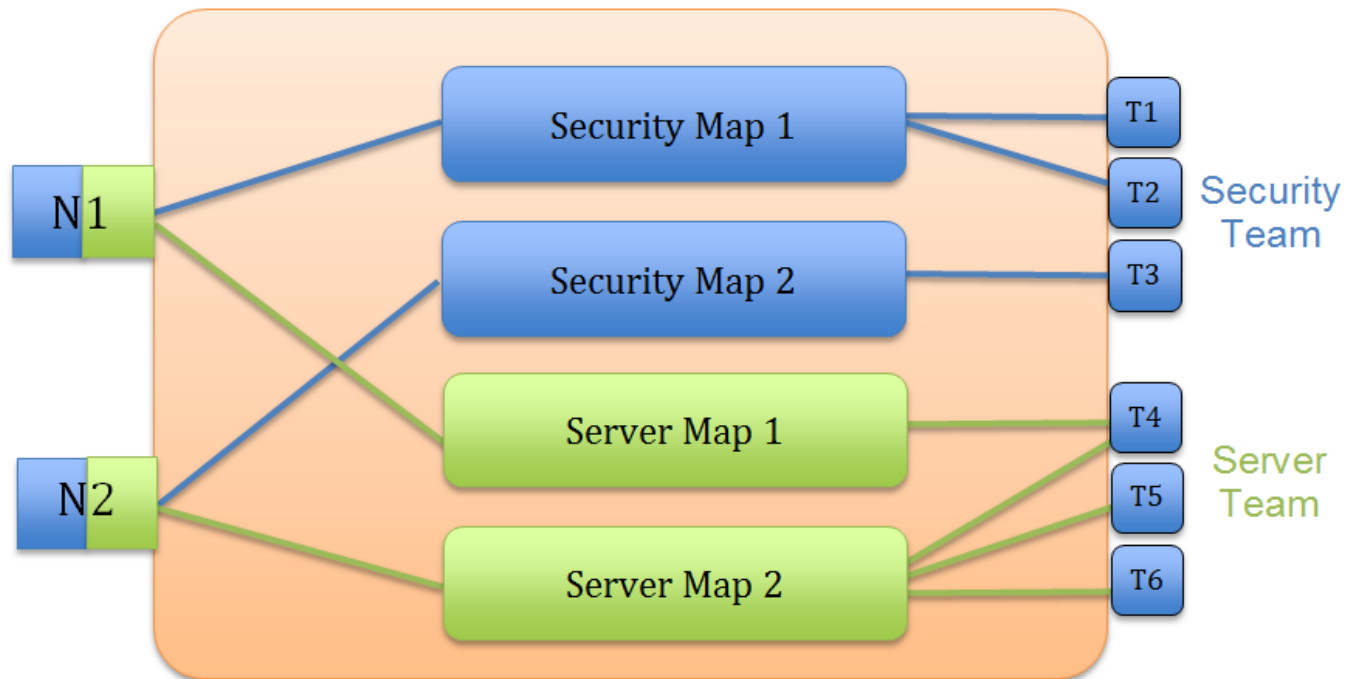 N1
N2
Security Map 1
Security Map 2
Server Map 1
Server Map 2
T1
T2
T3
Security
Team
T4
T5
T6
Server
Team